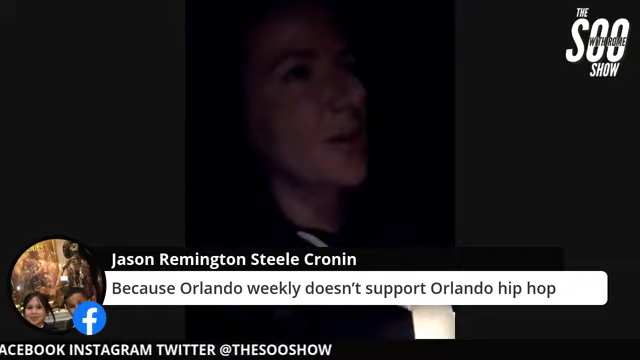 THE
SOO
WITH ROME
SHOW
Jason Remington Steele Cronin
Because Orlando weekly doesn’t support Orlando hip hop
ACEBOOK INSTAGRAM TWITTER @THESOOSHOW